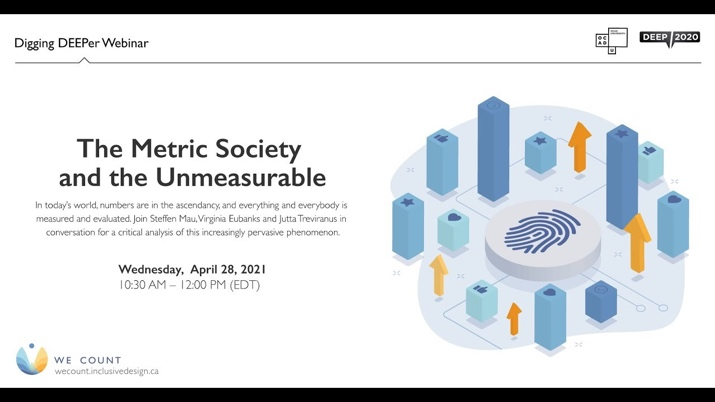 Digging DEEPer Webinar
OCAD U
DEEP 2020
The Metric Society
and the Unmeasurable
In today's world, numbers are in the ascendancy, and everything and everybody is
measured and evaluated. Join Steffen Mau, Virginia Eubanks and Jutta Treviranus in
conversation for a critical analysis of this increasingly pervasive phenomenon.
Wednesday, April 28, 2021
10:30 AM – 12:00 PM (EDT)
WE COUNT
wecount.inclusivedesign.ca